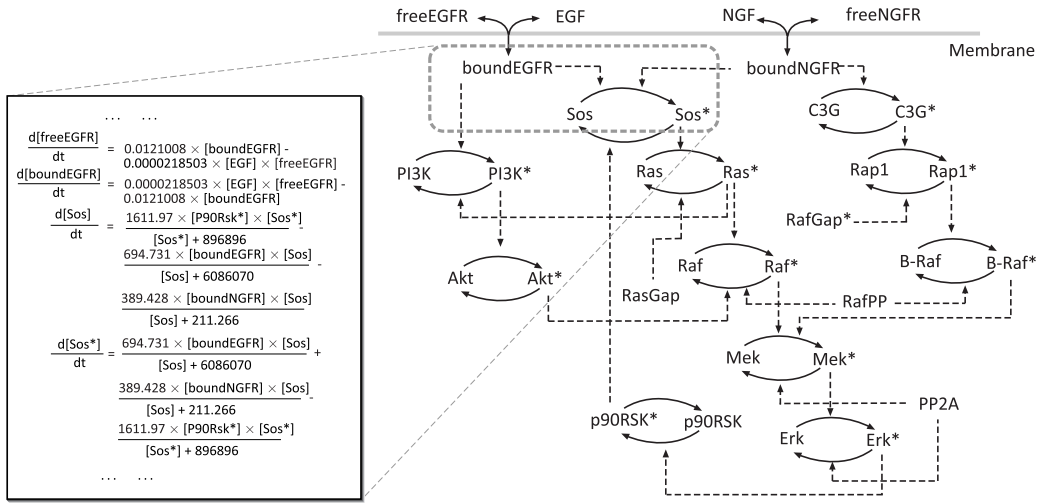 freeEGFR EGF NGF freeNGFR
Membrane
boundEGFR boundNGFR
Sos Sos* C3G C3G*
PI3K PI3K* Ras Ras* Rap1 Rap1*
RafGap*
Akt Akt* RasGap Raf Raf* B-Raf B-Raf*
RafPP
Mek Mek*
PP2A
p90RSK* p90RSK Erk Erk*
... ...
d[freeEGFR]
dt
= 0.0121008 × [boundEGFR] -
0.0000218503 × [EGF] × [freeEGFR]
d[boundEGFR]
dt
= 0.0000218503 × [EGF] × [freeEGFR] -
0.0121008 × [boundEGFR]
d[Sos]
dt
= 1611.97 × [P90Rsk*] × [Sos*] -
[Sos*] + 896896
694.731 × [boundEGFR] × [Sos] -
[Sos] + 6086070
389.428 × [boundNGFR] × [Sos]
[Sos] + 211.266
d[Sos*]
dt
= 694.731 × [boundEGFR] × [Sos] +
[Sos] + 6086070
389.428 × [boundNGFR] × [Sos] -
[Sos] + 211.266
1611.97 × [P90Rsk*] × [Sos*]
[Sos*] + 896896
... ...